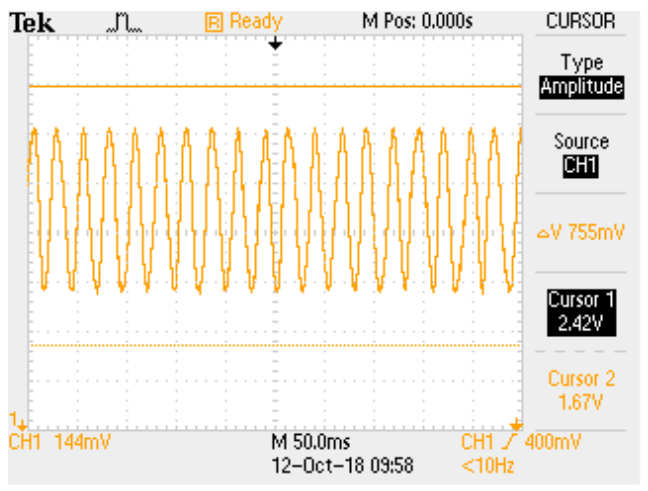 Tek R Ready M Pos: 0.000s CURSOR
Type
Amplitude
Source
CH1
△V 755mV
Cursor 1
2.42V
Cursor 2
1.67V
1
CH1 144mV M 50.0ms CH1 400mV
12-Oct-18 09:58 <10Hz